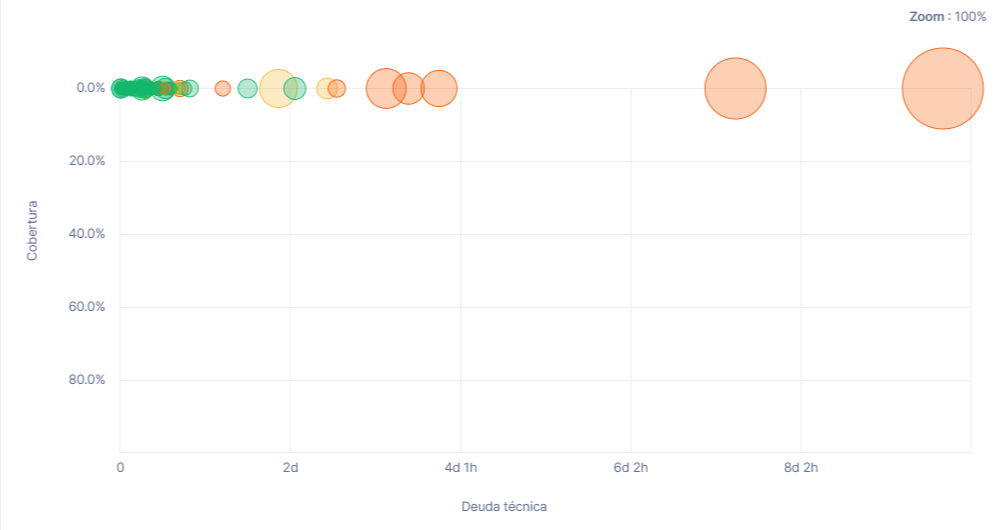 Zoom : 100%
0.0%
20.0%
40.0%
60.0%
80.0%
Cobertura
0
2d
4d 1h
6d 2h
8d 2h
Deuda técnica